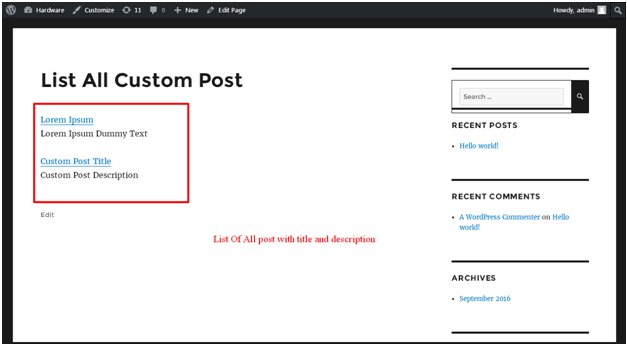 Hardware Customize 11 0 New Edit Page Howdy, admin
List All Custom Post
Lorem Ipsum
Lorem Ipsum Dummy Text
Custom Post Title
Custom Post Description
Edit
List Of All post with title and description
Search ...
RECENT POSTS
Hello world!
RECENT COMMENTS
A WordPress Commenter on Hello
world!
ARCHIVES
September 2016